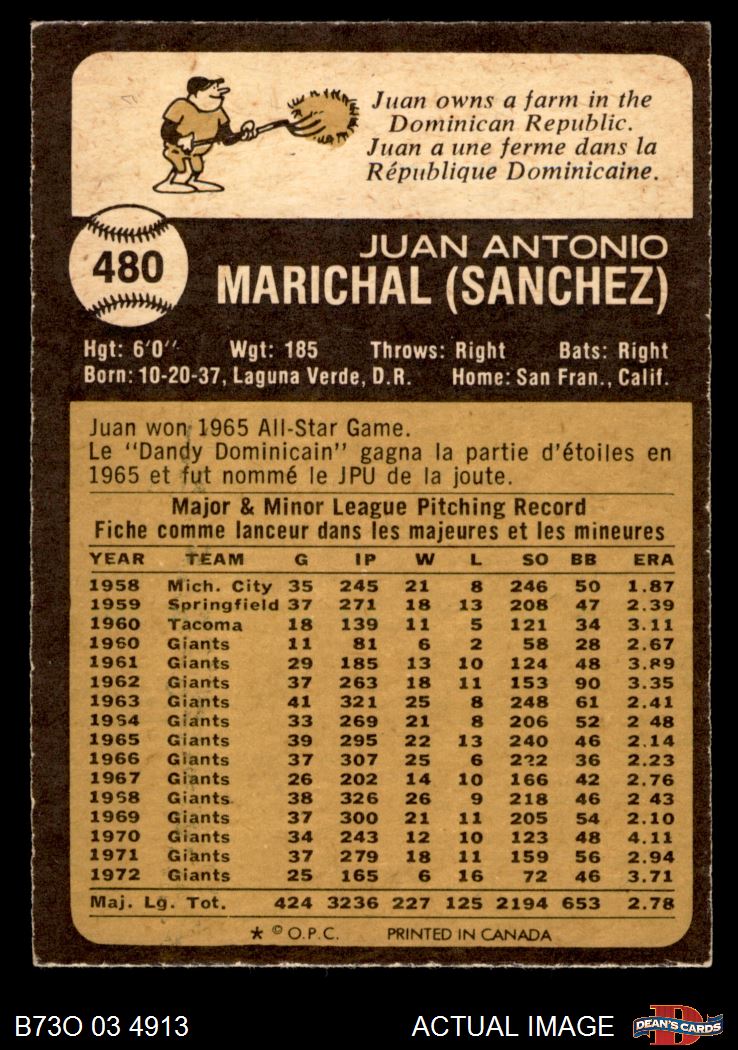 Juan owns a farm in the
Dominican Republic.
Juan a une ferme dans la
République Dominicaine.
480
JUAN ANTONIO
MARICHAL (SANCHEZ)
Hgt: 6'0'' Wgt: 185 Throws: Right Bats: Right
Born: 10-20-37, Laguna Verde, D.R. Home: San Fran., Calif.
Juan won 1965 All-Star Game.
Le "Dandy Dominicain" gagna la partie d'étoiles en
1965 et fut nommé le JPU de la joute.
Major & Minor League Pitching Record
Fiche comme lanceur dans les majeures et les mineures
YEAR TEAM G IP W L SO BB ERA
1958 Mich. City 35 245 21 8 246 50 1.87
1959 Springfield 37 271 18 13 208 47 2.39
1960 Tacoma 18 139 11 5 121 34 3.11
1960 Giants 11 81 6 2 58 28 2.67
1961 Giants 29 185 13 10 124 48 3.89
1962 Giants 37 263 18 11 153 90 3.35
1963 Giants 41 321 25 8 248 61 2.41
1964 Giants 33 269 21 8 206 52 2 48
1965 Giants 39 295 22 13 240 46 2.14
1966 Giants 37 307 25 6 222 36 2.23
1967 Giants 26 202 14 10 166 42 2.76
1968 Giants 38 326 26 9 218 46 2 43
1969 Giants 37 300 21 11 205 54 2.10
1970 Giants 34 243 12 10 123 48 4.11
1971 Giants 37 279 18 11 159 56 2.94
1972 Giants 25 165 6 16 72 46 3.71
Maj. Lg. Tot. 424 3236 227 125 2194 653 2.78
* © O.P.C. PRINTED IN CANADA
B73O 03 4913 ACTUAL IMAGE D DEAN'S CARDS